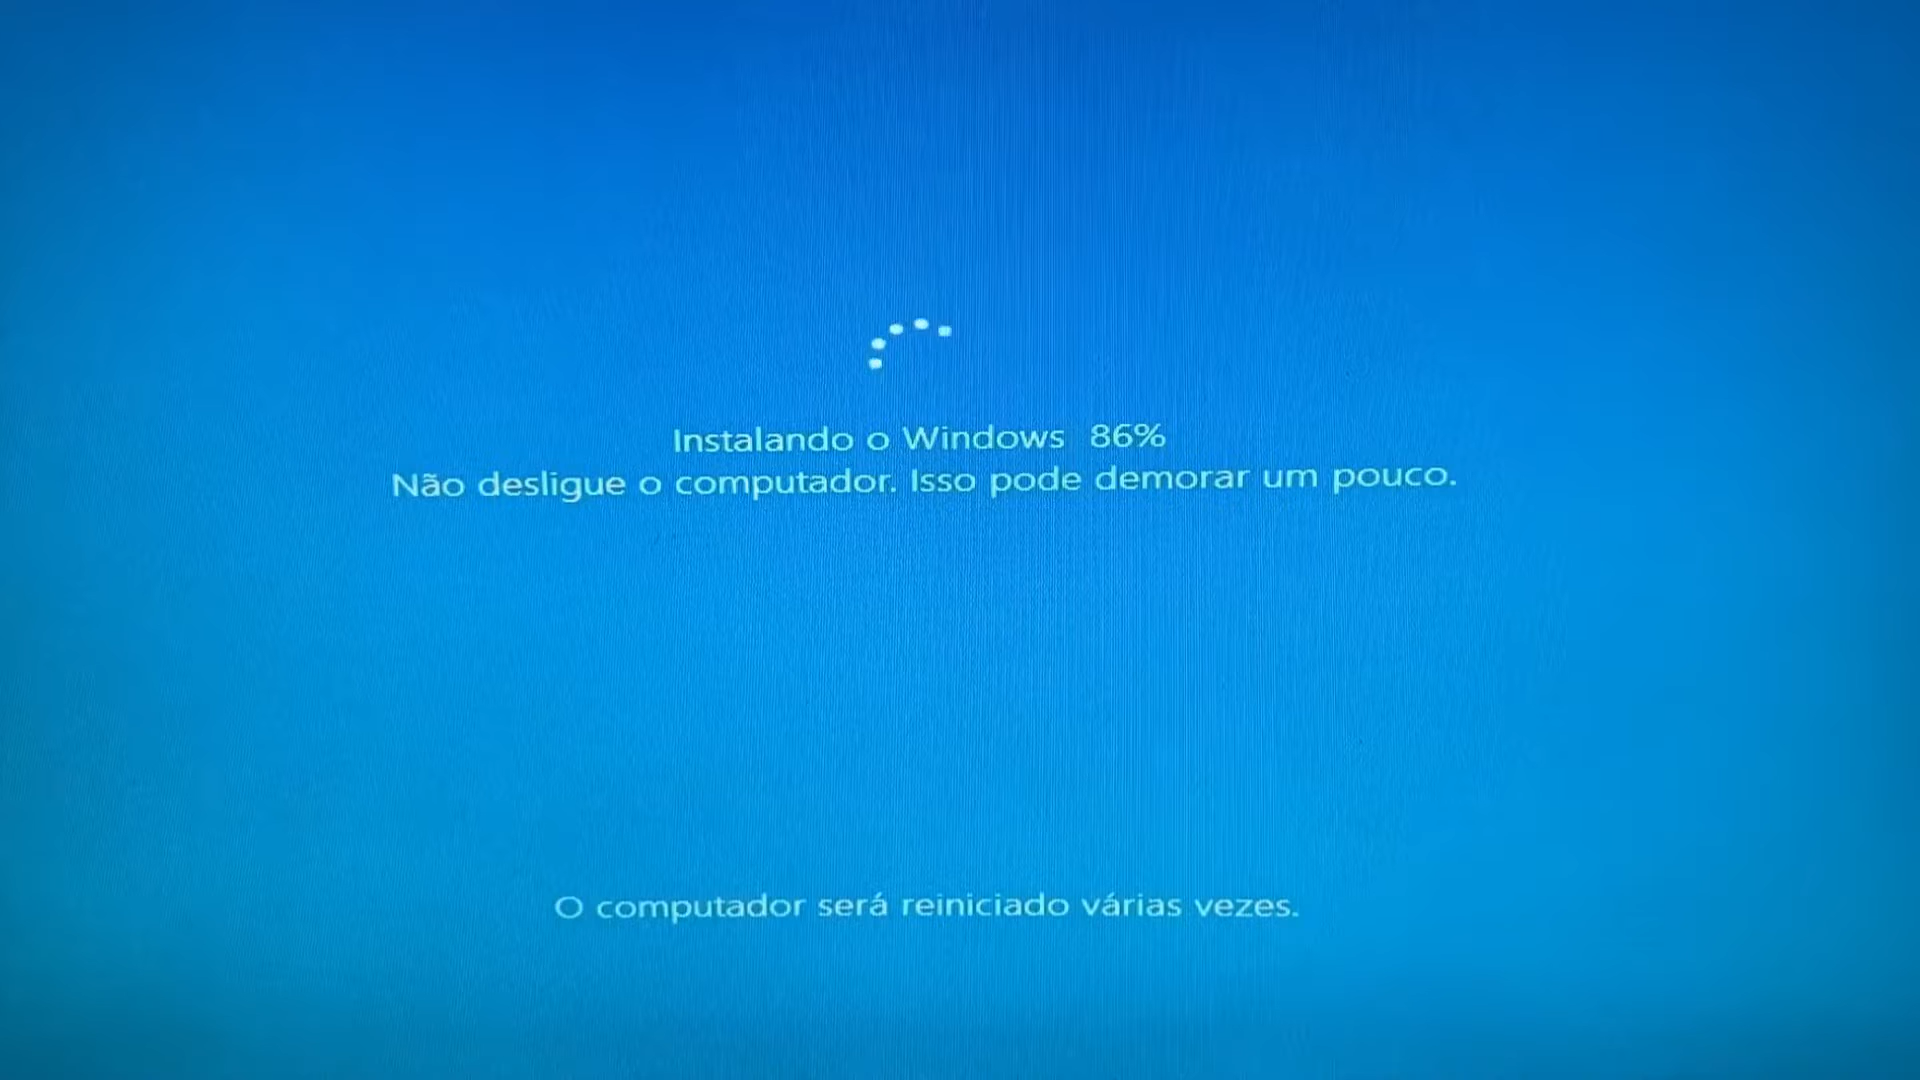 Instalando o Windows 86%
Não desligue o computador. Isso pode demorar um pouco.
O computador será reiniciado várias vezes.